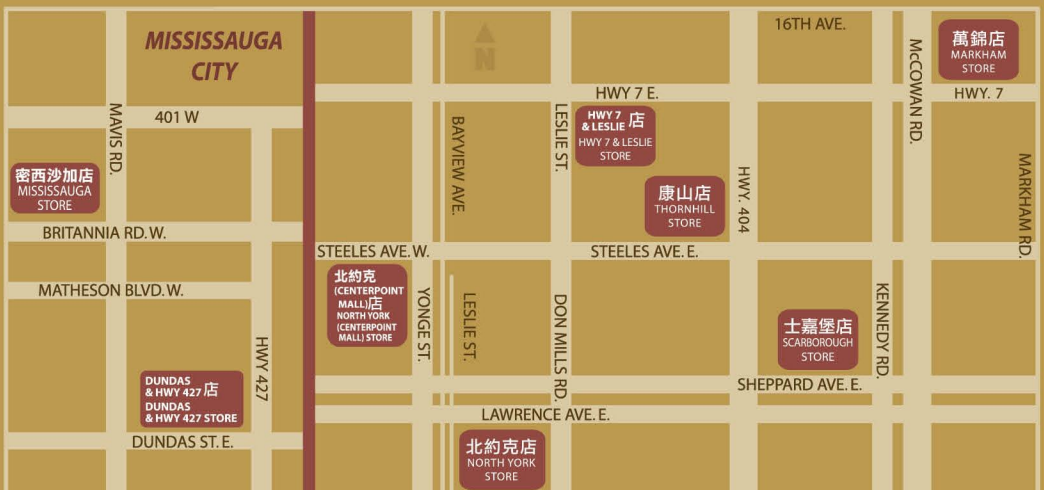 MISSISSAUGA
CITY
16TH AVE.
萬錦店
MARKHAM
STORE
HWY 7 E.
HWY. 7
McCOWAN RD.
MAVIS RD.
401 W
BAYVIEW AVE.
LESLIE ST.
HWY 7
& LESLIE 店
HWY 7 & LESLIE
STORE
密西沙加店
MISSISSAUGA
STORE
康山店
THORNHILL
STORE
HWY. 404
MARKHAM RD.
BRITANNIA RD. W.
STEELES AVE. W.
STEELES AVE. E.
MATHESON BLVD. W.
北約克
(CENTERPOINT
MALL)店
NORTH YORK
(CENTERPOINT
MALL) STORE
YONGE ST.
LESLIE ST.
DON MILLS RD.
KENNEDY RD.
士嘉堡店
SCARBOROUGH
STORE
HWY 427
DUNDAS
& HWY 427 店
DUNDAS
& HWY 427 STORE
SHEPPARD AVE. E.
LAWRENCE AVE. E.
DUNDAS ST. E.
北約克店
NORTH YORK
STORE
N